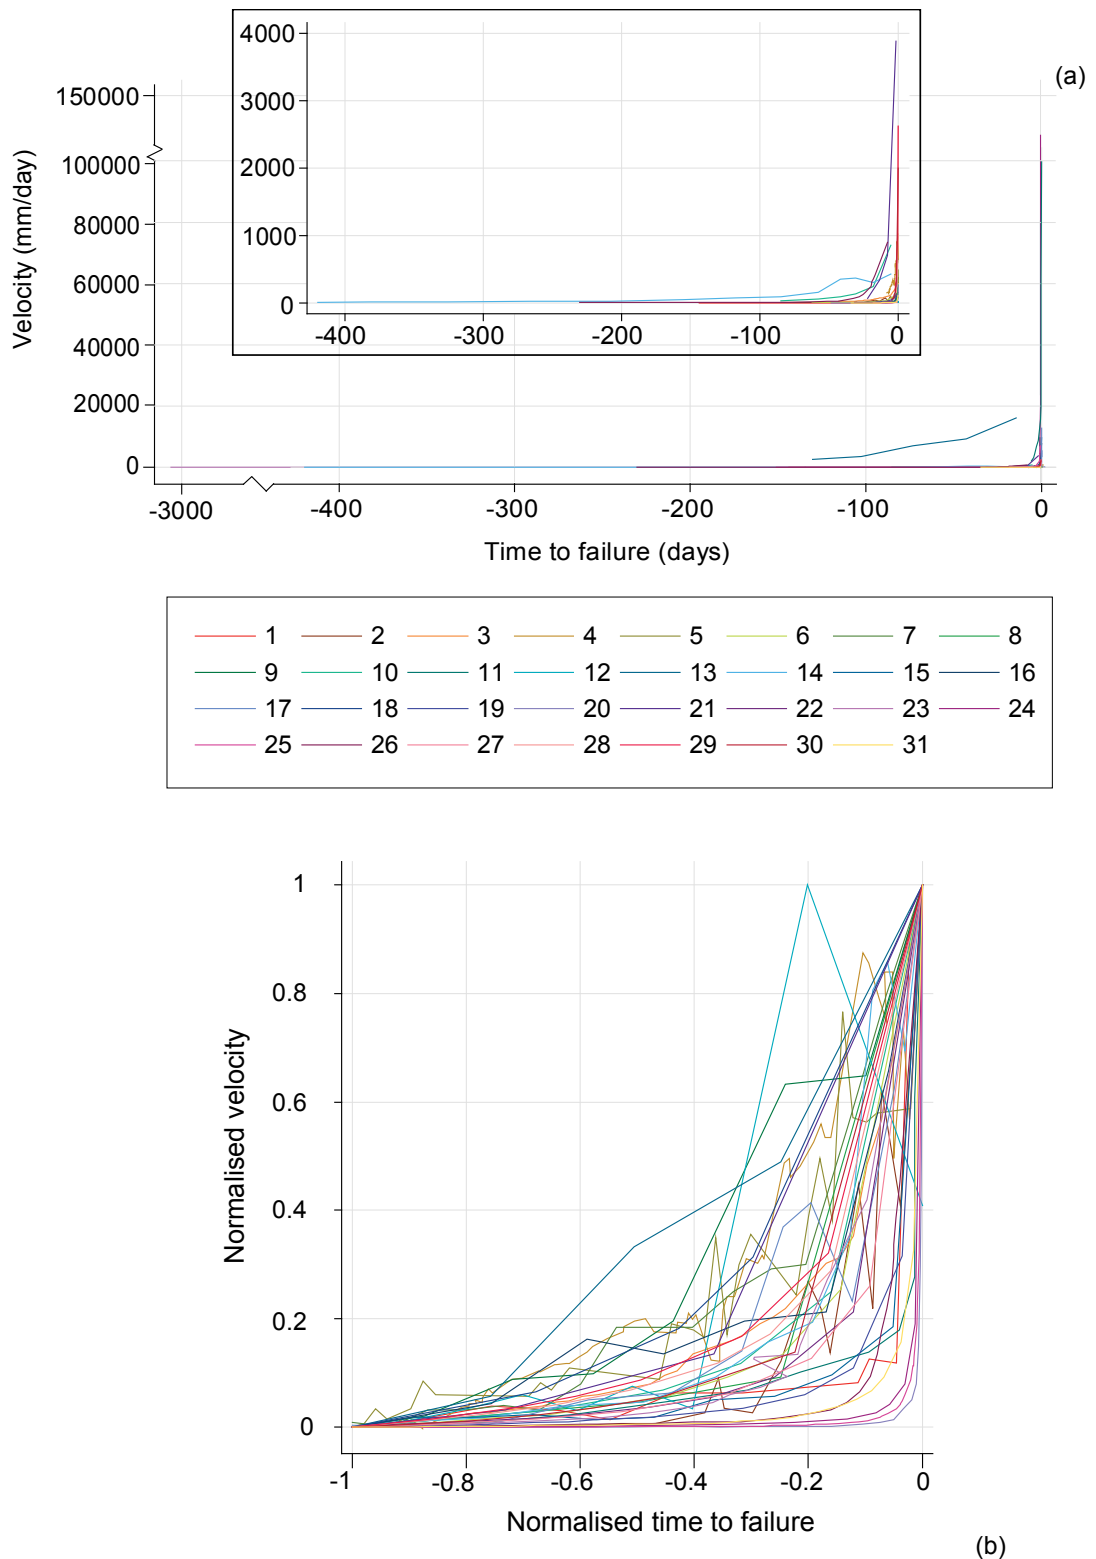 (a)
4000
3000
2000
1000
0
-400 -300 -200 -100 0
Velocity (mm/day)
150000
100000
80000
60000
40000
20000
0
-3000 -400 -300 -200 -100 0
Time to failure (days)
1 2 3 4 5 6 7 8
9 10 11 12 13 14 15 16
17 18 19 20 21 22 23 24
25 26 27 28 29 30 31
Normalised velocity
1
0.8
0.6
0.4
0.2
0
-1 -0.8 -0.6 -0.4 -0.2 0
Normalised time to failure
(b)